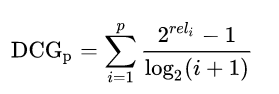 DCG_p = \sum_{i=1}^{p} \frac{2^{rel_i} - 1}{\log_2(i + 1)}